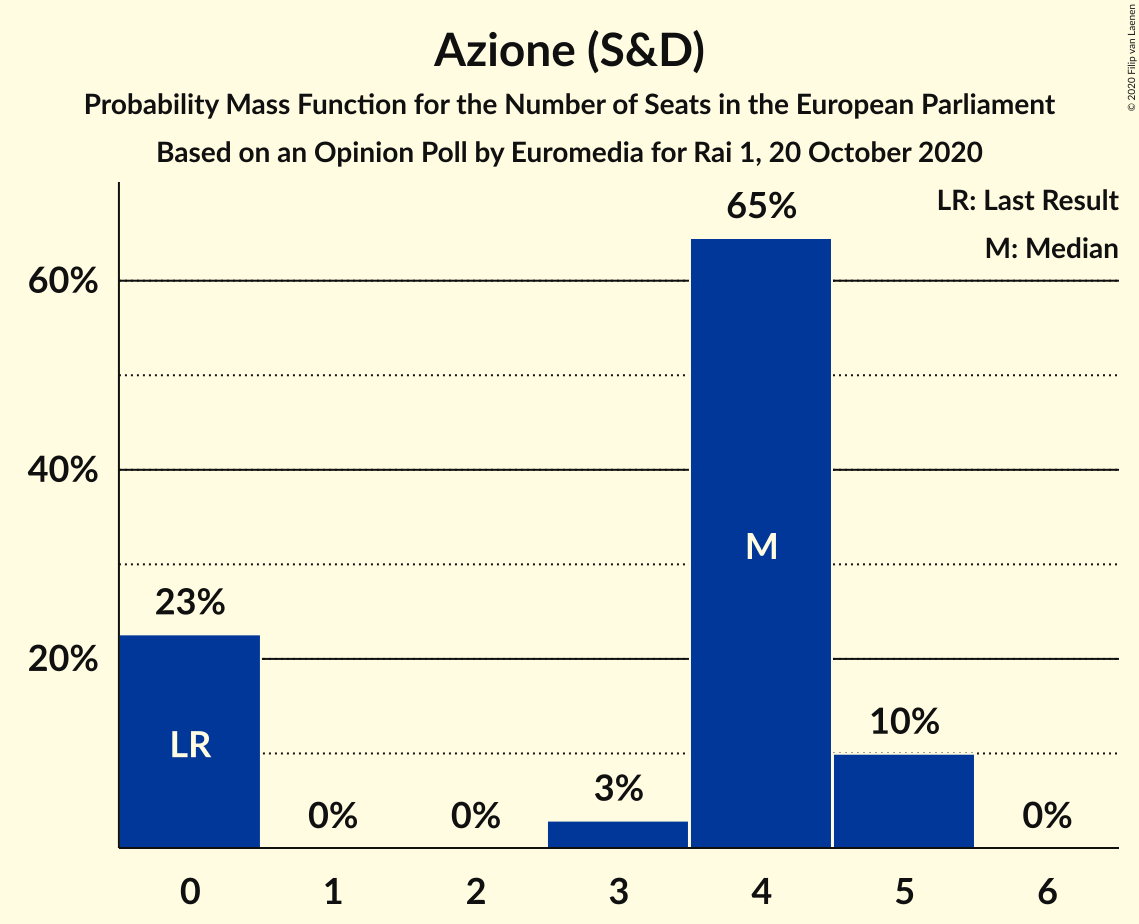 Azione (S&D)
Probability Mass Function for the Number of Seats in the European Parliament
Based on an Opinion Poll by Euromedia for Rai 1, 20 October 2020
© 2020 Filip van Laenen
LR: Last Result
M: Median
65%
60%
40%
M
23%
20%
LR
10%
3%
0%
0%
0%
0 1 2 3 4 5 6